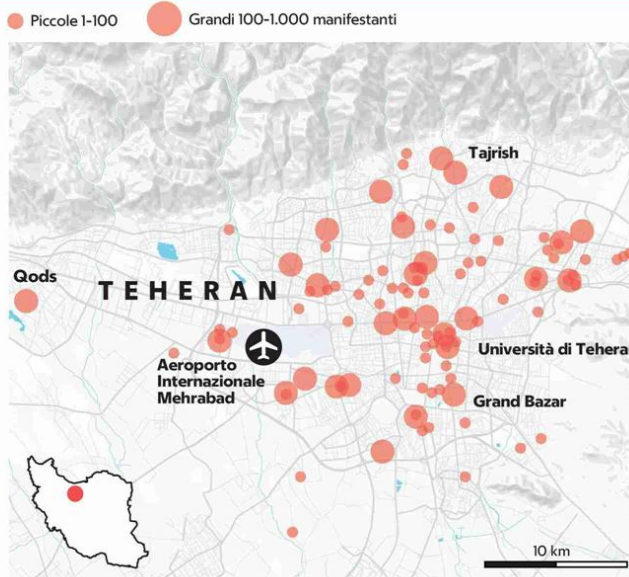 Piccole 1-100
Grandi 100-1.000 manifestanti
Tajrish
Qods
TEHERAN
Università di Tehera
Aeroporto
Internazionale
Mehrabad
Grand Bazar
10 km